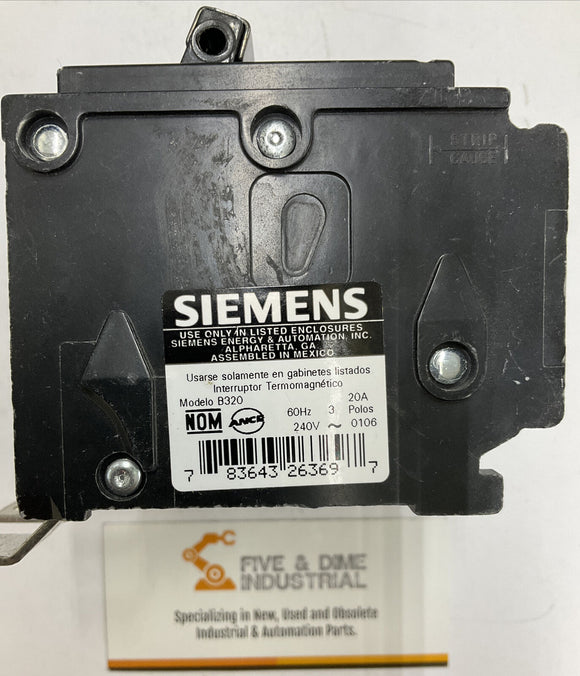 STRIP
GAUGE
SIEMENS
USE ONLY IN LISTED ENCLOSURES
SIEMENS ENERGY & AUTOMATION, INC.
ALPHARETTA, GA
ASSEMBLED IN MEXICO
Usarse solamente en gabinetes listados
Interruptor Termomagnético
Modelo B320 20A
NOM ANCE 60Hz 3 Polos
240V ~ 0106
7 83643 26369 7
FIVE & DIME
INDUSTRIAL
Specializing in New, Used and Obsolete
Industrial & Automation Parts.